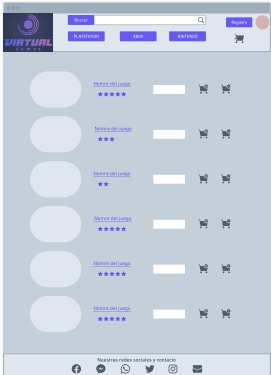 Buscar
Registro
PLAYSTATION
XBOX
NINTENDO
VIRTUAL
Nombre del juego
Nombre del juego
Nombre del juego
Nombre del juego
Nombre del juego
Nombre del juego
Nuestras redes sociales y contacto